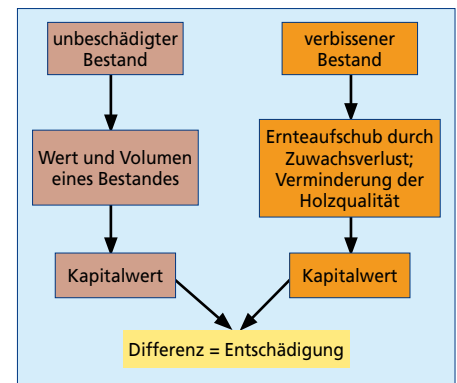 unbeschädigter
Bestand
verbissener
Bestand
Wert und Volumen
eines Bestandes
Ernteaufschub durch
Zuwachsverlust;
Verminderung der
Holzqualität
Kapitalwert
Kapitalwert
Differenz = Entschädigung